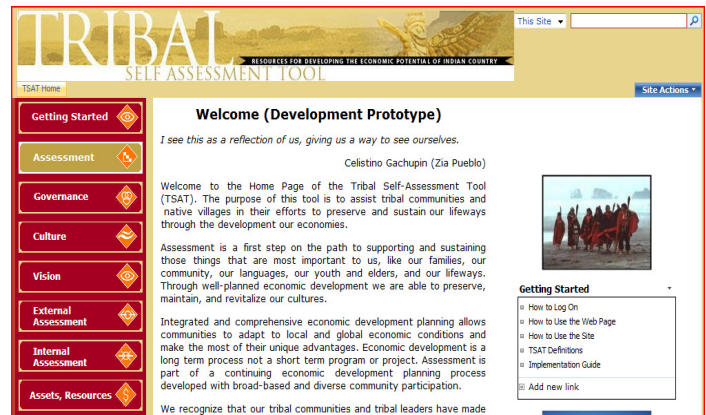 This Site
TRIBAL
RESOURCES FOR DEVELOPING THE ECONOMIC POTENTIAL OF INDIAN COUNTRY
SELF ASSESSMENT TOOL
TSAT Home
Site Actions
Getting Started
Assessment
Governance
Culture
Vision
External
Assessment
Internal
Assessment
Assets, Resources
Welcome (Development Prototype)
I see this as a reflection of us, giving us a way to see ourselves.
Celistino Gachupin (Zia Pueblo)
Welcome to the Home Page of the Tribal Self-Assessment Tool
(TSAT). The purpose of this tool is to assist tribal communities and
native villages in their efforts to preserve and sustain our lifeways
through the development our economies.
Assessment is a first step on the path to supporting and sustaining
those things that are most important to us, like our families, our
community, our languages, our youth and elders, and our lifeways.
Through well-planned economic development we are able to preserve,
maintain, and revitalize our cultures.
Integrated and comprehensive economic development planning allows
communities to adapt to local and global economic conditions and
make the most of their unique advantages. Economic development is a
long term process not a short term program or project. Assessment is
part of a continuing economic development planning process
developed with broad-based and diverse community participation.
We recognize that our tribal communities and tribal leaders have made
Getting Started
How to Log On
How to Use the Web Page
How to Use the Site
TSAT Definitions
Implementation Guide
Add new link